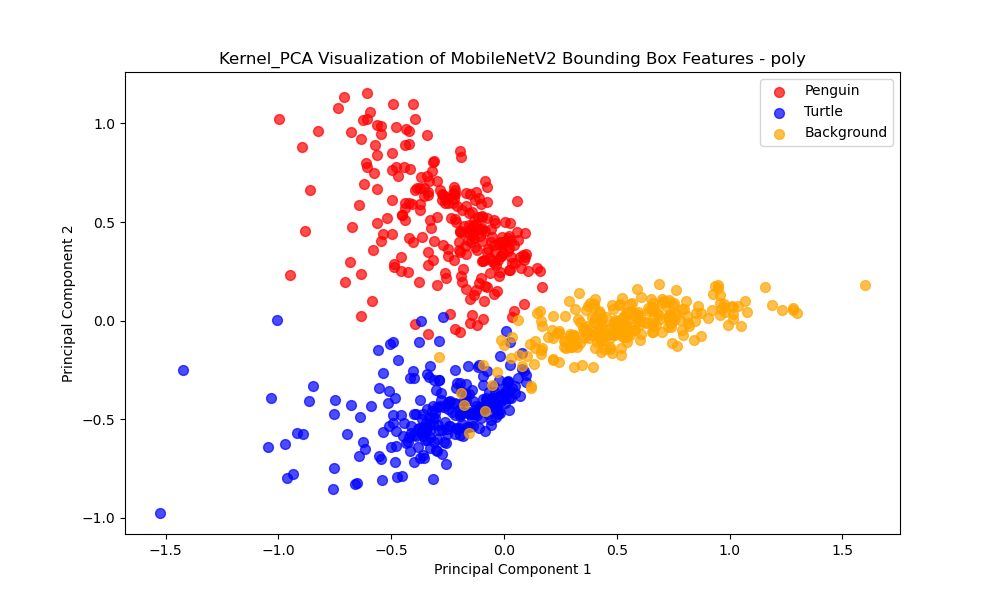 Kernel_PCA Visualization of MobileNetV2 Bounding Box Features - poly
Penguin
Turtle
Background
Principal Component 2
1.0
0.5
0.0
−0.5
−1.0
−1.5
−1.0
−0.5
0.0
0.5
1.0
1.5
Principal Component 1